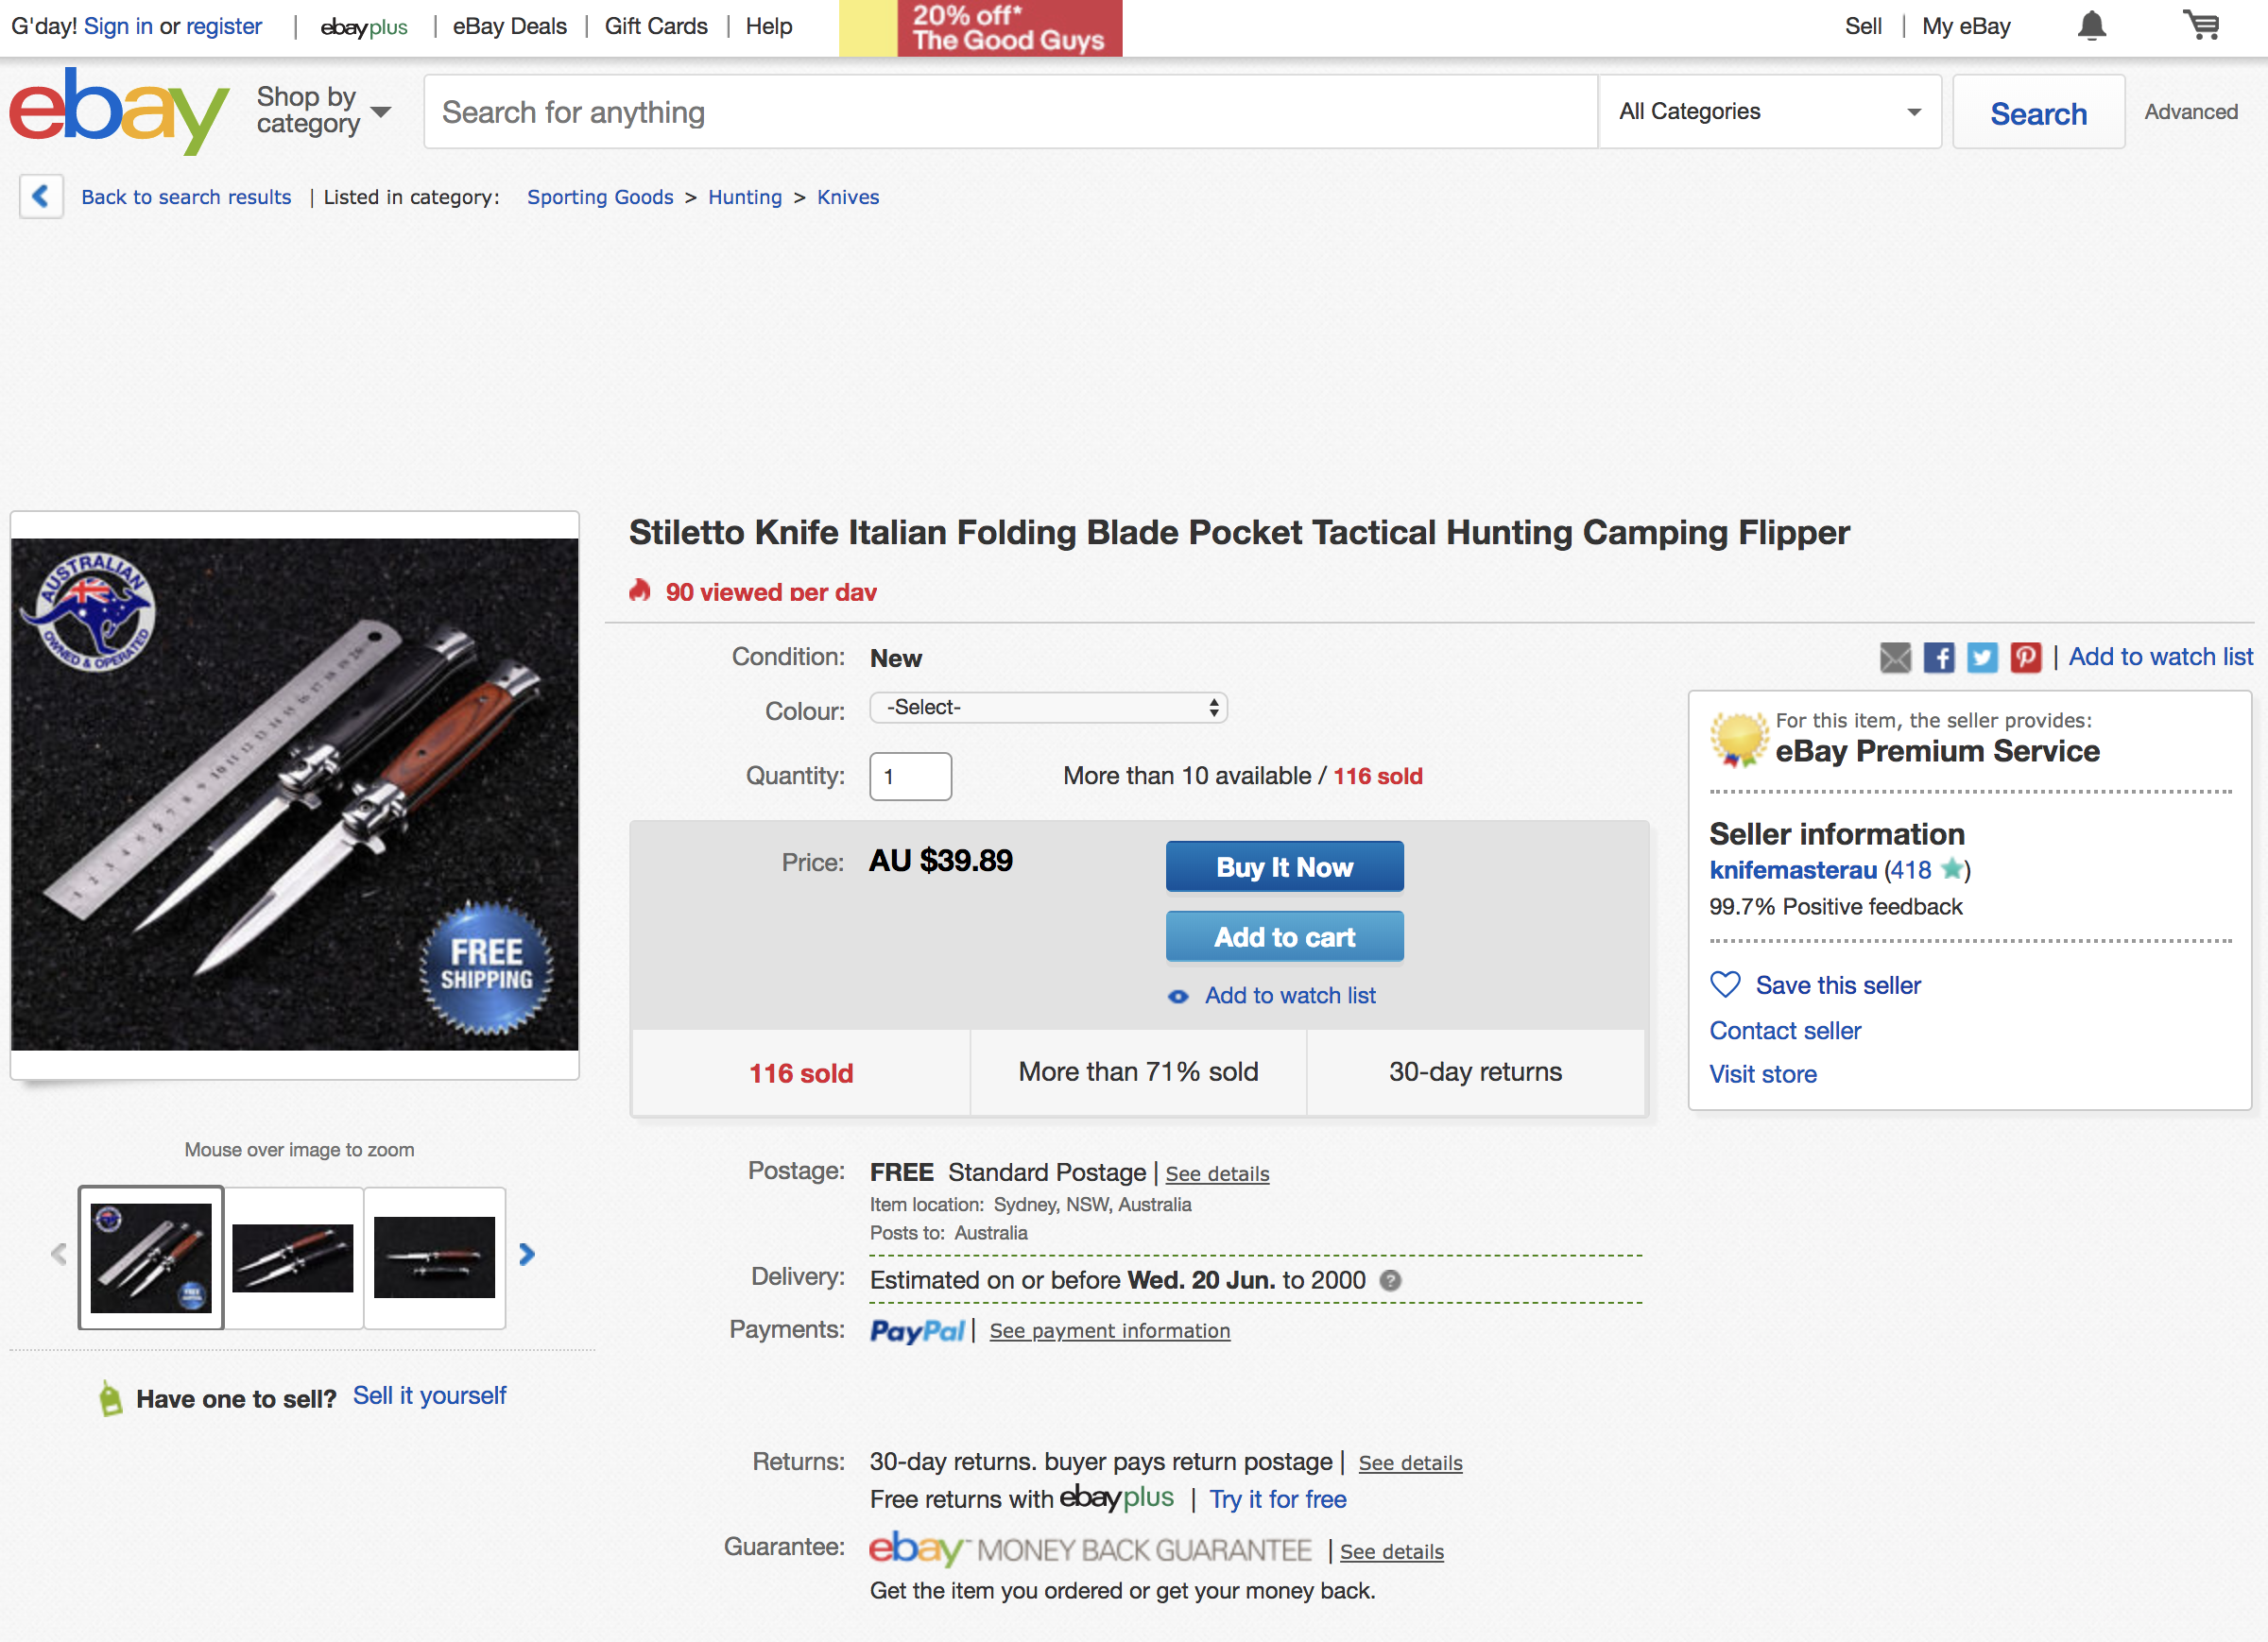 G'day! Sign in or register | ebayplus | eBay Deals | Gift Cards | Help
20% off*
The Good Guys
Sell | My eBay
ebay
Shop by
category
Search for anything
All Categories
Search
Advanced
Back to search results | Listed in category: Sporting Goods > Hunting > Knives
AUSTRALIAN
OWNED & OPERATED
FREE
SHIPPING
Mouse over image to zoom
Have one to sell? Sell it yourself
Stiletto Knife Italian Folding Blade Pocket Tactical Hunting Camping Flipper
90 viewed per day
Condition: New
Colour: -Select-
Quantity: 1 More than 10 available / 116 sold
Price: AU $39.89
Buy It Now
Add to cart
Add to watch list
116 sold
More than 71% sold
30-day returns
Postage: FREE Standard Postage | See details
Item location: Sydney, NSW, Australia
Posts to: Australia
Delivery: Estimated on or before Wed. 20 Jun. to 2000 ?
Payments: PayPal | See payment information
Returns: 30-day returns. buyer pays return postage | See details
Free returns with ebayplus | Try it for free
Guarantee: ebay™ MONEY BACK GUARANTEE | See details
Get the item you ordered or get your money back.
| Add to watch list
For this item, the seller provides:
eBay Premium Service
Seller information
knifemasterau (418 ★)
99.7% Positive feedback
Save this seller
Contact seller
Visit store